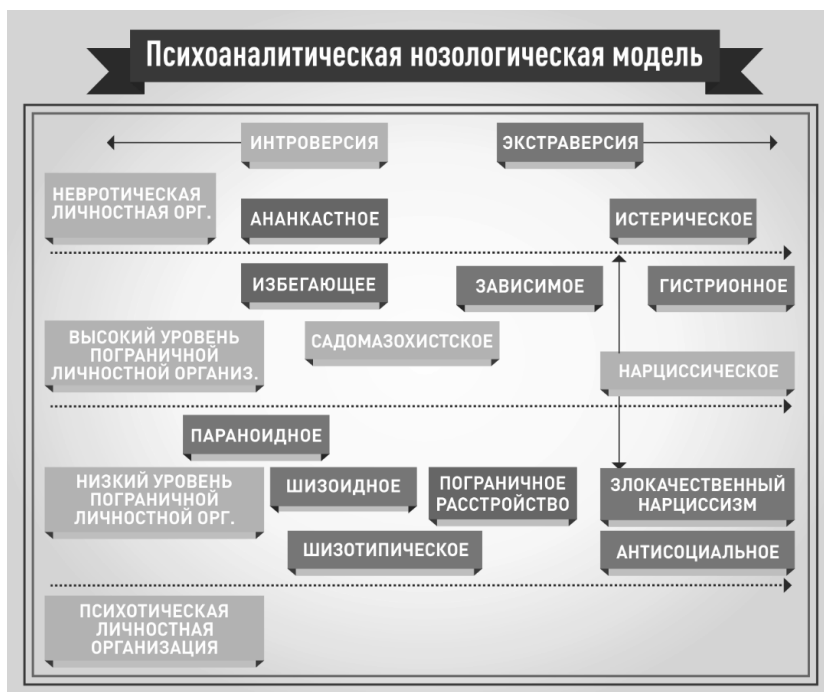 Психоаналитическая нозологическая модель
ИНТРОВЕРСИЯ
ЭКСТРАВЕРСИЯ
НЕВРОТИЧЕСКАЯ
ЛИЧНОСТНАЯ ОРГ.
АНАНКАСТНОЕ
ИСТЕРИЧЕСКОЕ
ИЗБЕГАЮЩЕЕ
ЗАВИСИМОЕ
ГИСТРИОННОЕ
ВЫСОКИЙ УРОВЕНЬ
ПОГРАНИЧНОЙ
ЛИЧНОСТНОЙ ОРГАНИЗ.
САДОМАЗОХИСТСКОЕ
НАРЦИССИЧЕСКОЕ
ПАРАНОИДНОЕ
НИЗКИЙ УРОВЕНЬ
ПОГРАНИЧНОЙ
ЛИЧНОСТНОЙ ОРГ.
ШИЗОИДНОЕ
ПОГРАНИЧНОЕ
РАССТРОЙСТВО
ЗЛОКАЧЕСТВЕННЫЙ
НАРЦИССИЗМ
ШИЗОТИПИЧЕСКОЕ
АНТИСОЦИАЛЬНОЕ
ПСИХОТИЧЕСКАЯ
ЛИЧНОСТНАЯ
ОРГАНИЗАЦИЯ